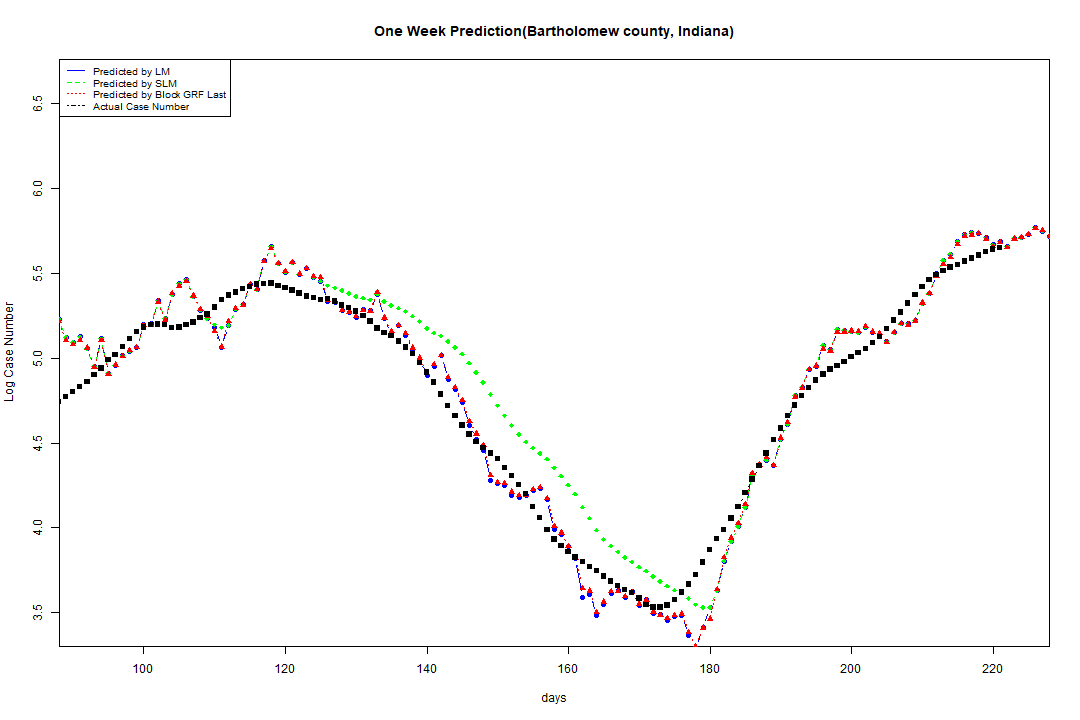 One Week Prediction(Bartholomew county, Indiana)
Predicted by LM
Predicted by SLM
Predicted by Block GRF Last
Actual Case Number
6.5
6.0
5.5
5.0
4.5
4.0
3.5
Log Case Number
100 120 140 160 180 200 220
days